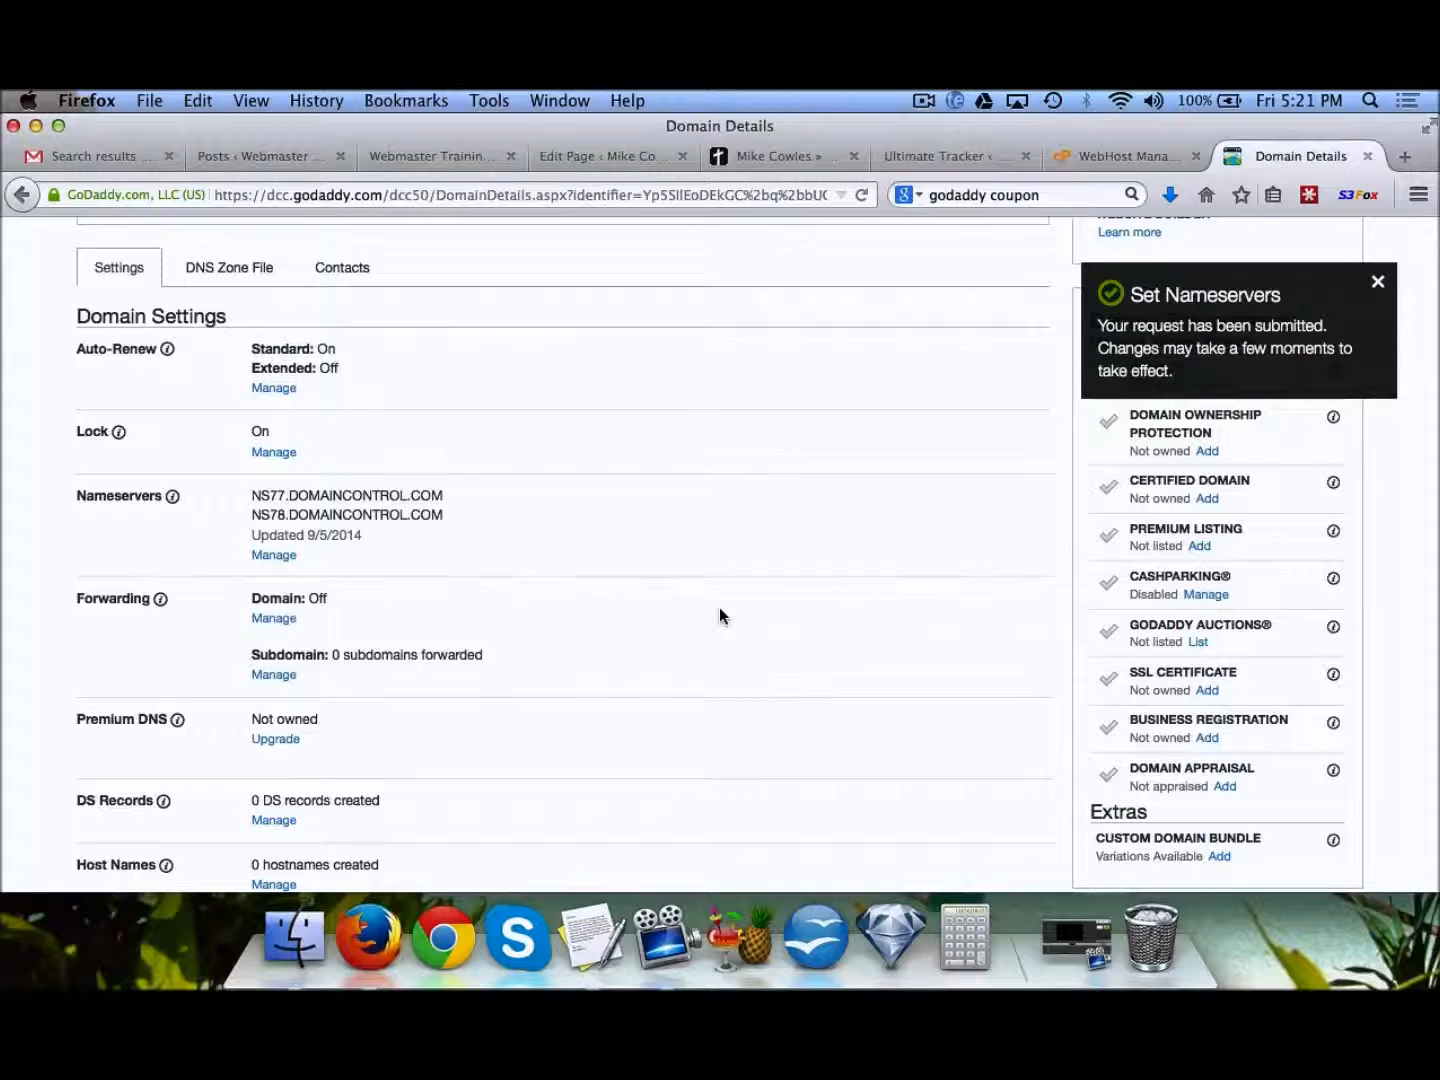 Firefox File Edit View History Bookmarks Tools Window Help 100% Fri 5:21 PM
Domain Details
Search results ... Posts ‹ Webmaster ... Webmaster Trainin... Edit Page ‹ Mike Co... Mike Cowles » Ultimate Tracker ‹ ... WebHost Mana... Domain Details
GoDaddy.com, LLC (US) https://dcc.godaddy.com/dcc50/DomainDetails.aspx?identifier= godaddy coupon S3Fox
Learn more
Settings DNS Zone File Contacts
Set Nameservers
Your request has been submitted.
Changes may take a few moments to
take effect.
Domain Settings
Auto-Renew Standard: On
Extended: Off
Manage
Lock On
Manage
Nameservers NS77.DOMAINCONTROL.COM
NS78.DOMAINCONTROL.COM
Updated 9/5/2014
Manage
Forwarding Domain: Off
Manage
Subdomain: 0 subdomains forwarded
Manage
Premium DNS Not owned
Upgrade
DS Records 0 DS records created
Manage
Host Names 0 hostnames created
Manage
DOMAIN OWNERSHIP
PROTECTION
Not owned Add
CERTIFIED DOMAIN
Not owned Add
PREMIUM LISTING
Not listed Add
CASHPARKING®
Disabled Manage
GODADDY AUCTIONS®
Not listed List
SSL CERTIFICATE
Not owned Add
BUSINESS REGISTRATION
Not owned Add
DOMAIN APPRAISAL
Not appraised Add
Extras
CUSTOM DOMAIN BUNDLE
Variations Available Add